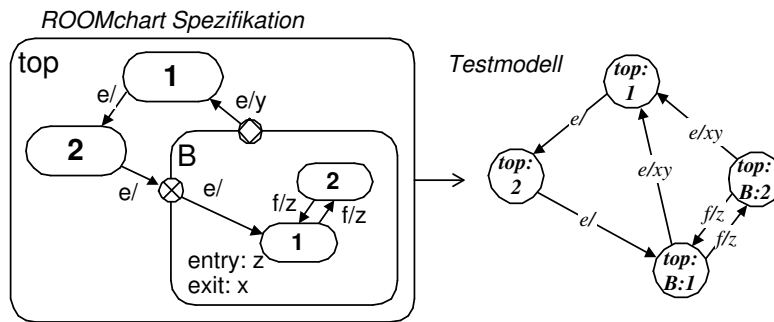 ROOMchart Spezifikation
top
1
e/
e/y
2
B
e/
e/
2
f/z
f/z
1
entry: z
exit: x
Testmodell
top:
1
e/
e/xy
e/xy
top:
2
top:
B:2
e/
f/z
f/z
top:
B:1